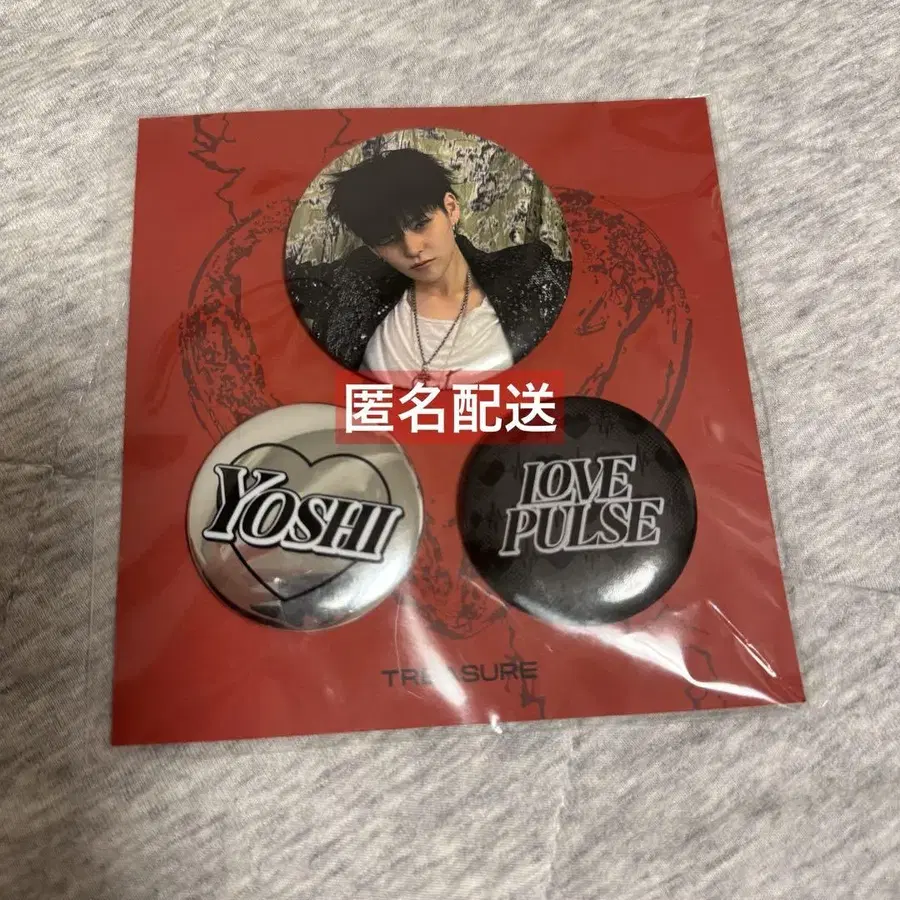 匿名配送
YOSHI
LOVE
PULSE
TREASURE